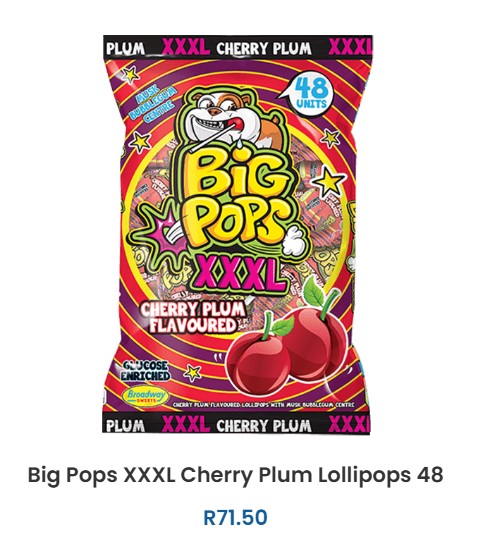 PLUM XXXL CHERRY PLUM XXXL
MUSK
BUBBLEGUM
CENTRE
48
UNITS
BIG
POPS
XXXL
CHERRY PLUM
FLAVOURED
GLUCOSE
ENRICHED
Broadway
SWEETS
CHERRY PLUM FLAVOURED LOLLIPOPS WITH MUSK BUBBLEGUM CENTRE
PLUM XXXL CHERRY PLUM XXXL
Big Pops XXXL Cherry Plum Lollipops 48
R71.50